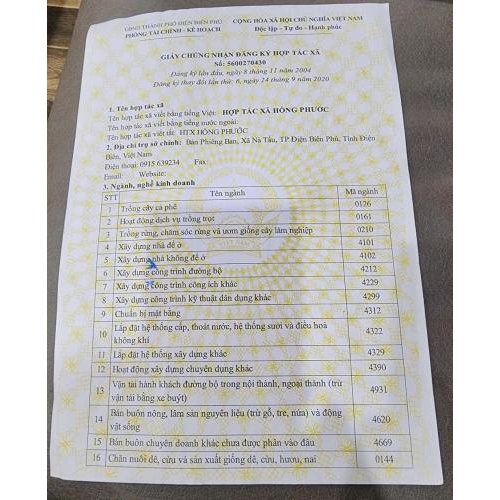 UBND THÀNH PHỐ ĐIỆN BIÊN PHỦ
PHÒNG TÀI CHÍNH - KẾ HOẠCH
CỘNG HÒA XÃ HỘI CHỦ NGHĨA VIỆT NAM
Độc lập - Tự do - Hạnh phúc
GIẤY CHỨNG NHẬN ĐĂNG KÝ HỢP TÁC XÃ
Số: 5600270430
Đăng ký lần đầu, ngày 8 tháng 11 năm 2004
Đăng ký thay đổi lần thứ: 6, ngày 24 tháng 9 năm 2020
1. Tên hợp tác xã
Tên hợp tác xã viết bằng tiếng Việt: HỢP TÁC XÃ HỒNG PHƯỚC
Tên hợp tác xã viết bằng tiếng nước ngoài:
Tên hợp tác xã viết tắt: HTX HỒNG PHƯỚC
2. Địa chỉ trụ sở chính: Bản Phiêng Ban, Xã Nà Tấu, TP Điện Biên Phủ, Tỉnh Điện
Biên, Việt Nam
Điện thoại: 0915 639234 Fax:
Email: Website:
3. Ngành, nghề kinh doanh
STT Tên ngành Mã ngành
1 Trồng cây cà phê 0126
2 Hoạt động dịch vụ trồng trọt 0161
3 Trồng rừng, chăm sóc rừng và ươm giống cây lâm nghiệp 0210
4 Xây dựng nhà để ở 4101
5 Xây dựng nhà không để ở 4102
6 Xây dựng công trình đường bộ 4212
7 Xây dựng công trình công ích khác 4229
8 Xây dựng công trình kỹ thuật dân dụng khác 4299
9 Chuẩn bị mặt bằng 4312
10 Lắp đặt hệ thống cấp, thoát nước, hệ thống sưởi và điều hoà
không khí 4322
11 Lắp đặt hệ thống xây dựng khác 4329
12 Hoạt động xây dựng chuyên dụng khác 4390
13 Vận tải hành khách đường bộ trong nội thành, ngoại thành (trừ
vận tải bằng xe buýt) 4931
14 Bán buôn nông, lâm sản nguyên liệu (trừ gỗ, tre, nứa) và động
vật sống 4620
15 Bán buôn chuyên doanh khác chưa được phân vào đâu 4669
16 Chăn nuôi dê, cừu và sản xuất giống dê, cừu, hươu, nai 0144